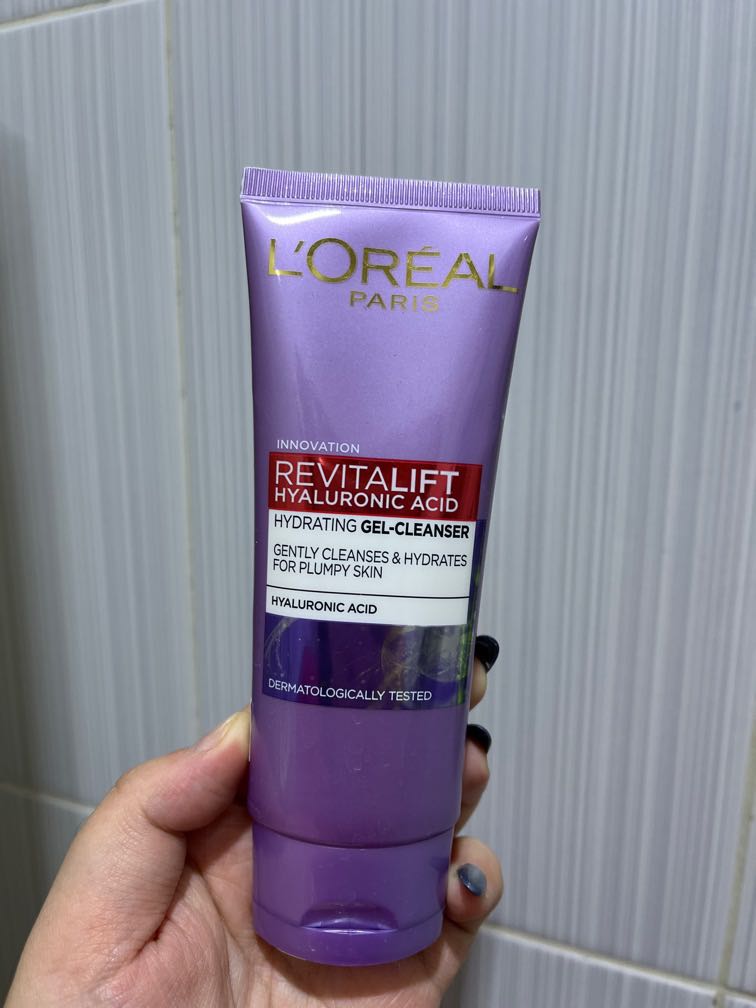 L'ORÉAL
PARIS
INNOVATION
REVITALIFT
HYALURONIC ACID
HYDRATING GEL-CLEANSER
GENTLY CLEANSES & HYDRATES
FOR PLUMPY SKIN
HYALURONIC ACID
DERMATOLOGICALLY TESTED